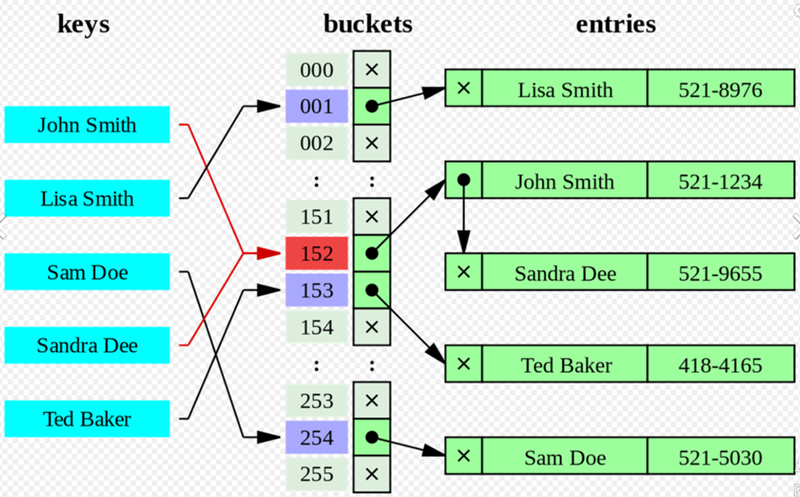 keys
buckets
entries
000
001
002
:
:
151
152
153
154
:
:
253
254
255
John Smith
Lisa Smith
Sam Doe
Sandra Dee
Ted Baker
Lisa Smith 521-8976
John Smith 521-1234
Sandra Dee 521-9655
Ted Baker 418-4165
Sam Doe 521-5030